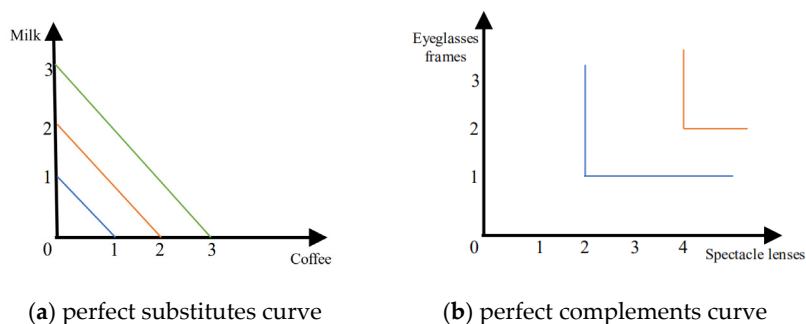 Milk
3
2
1
0
1
2
3
Coffee
(a) perfect substitutes curve
Eyeglasses
frames
3
2
1
0
1
2
3
4
Spectacle lenses
(b) perfect complements curve